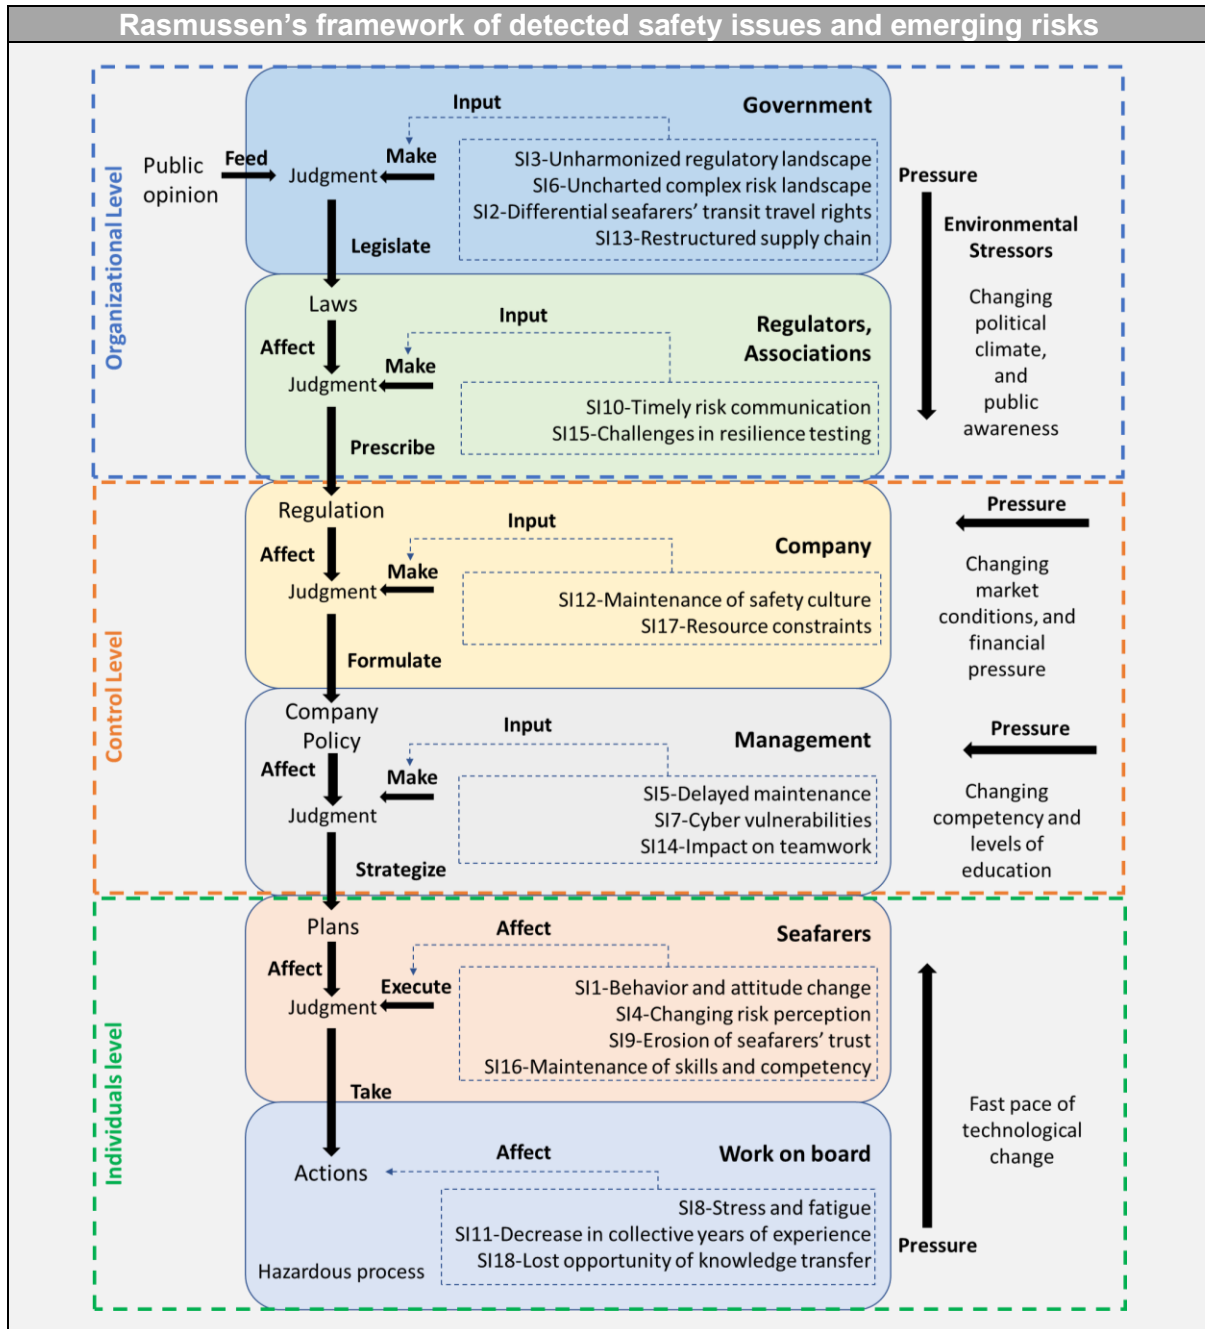 Rasmussen's framework of detected safety issues and emerging risks
Organizational Level
Public
opinion
Feed
Input
Government
Make
Judgment
SI3-Unharmonized regulatory landscape
SI6-Uncharted complex risk landscape
SI2-Differential seafarers' transit travel rights
SI13-Restructured supply chain
Legislate
Pressure
Environmental
Stressors
Changing
political
climate,
and
public
awareness
Laws
Input
Regulators,
Associations
Affect
Make
Judgment
SI10-Timely risk communication
SI15-Challenges in resilience testing
Prescribe
Control Level
Regulation
Input
Company
Affect
Make
Judgment
SI12-Maintenance of safety culture
SI17-Resource constraints
Formulate
Pressure
Changing
market
conditions, and
financial
pressure
Company
Policy
Input
Management
Affect
Make
Judgment
SI5-Delayed maintenance
SI7-Cyber vulnerabilities
SI14-Impact on teamwork
Strategize
Pressure
Changing
competency and
levels of
education
Individuals level
Plans
Affect
Seafarers
Affect
Execute
Judgment
SI1-Behavior and attitude change
SI4-Changing risk perception
SI9-Erosion of seafarers' trust
SI16-Maintenance of skills and competency
Take
Actions
Affect
Work on board
SI8-Stress and fatigue
SI11-Decrease in collective years of experience
SI18-Lost opportunity of knowledge transfer
Hazardous process
Fast pace of
technological
change
Pressure